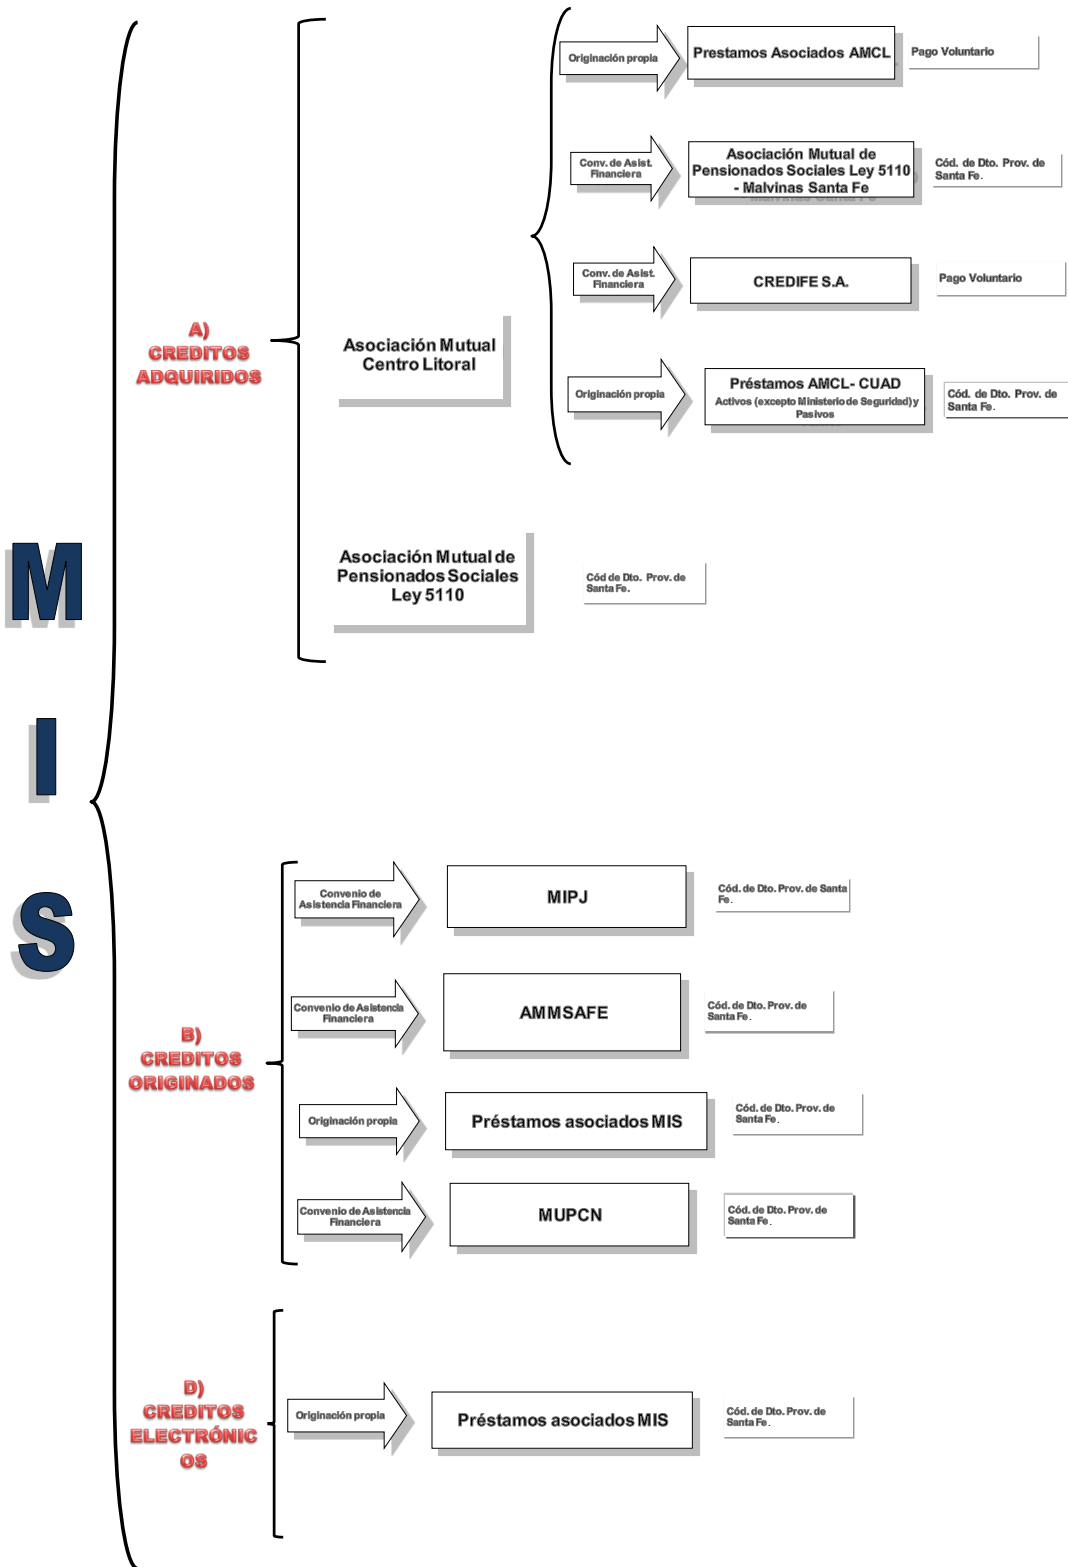 M
I
S
A)
CREDITOS
ADQUIRIDOS
Asociación Mutual
Centro Litoral
Originación propia
Prestamos Asociados AMCL
Pago Voluntario
Conv. de Asist.
Financiera
Asociación Mutual de
Pensionados Sociales Ley 5110
- Malvinas Santa Fe
Cód. de Dto. Prov. de
Santa Fe.
Conv. de Asist.
Financiera
CREDIFE S.A.
Pago Voluntario
Originación propia
Préstamos AMCL- CUAD
Activos (excepto Ministerio de Seguridad) y
Pasivos
Cód. de Dto. Prov. de
Santa Fe.
Asociación Mutual de
Pensionados Sociales
Ley 5110
Cód de Dto. Prov. de
Santa Fe.
B)
CREDITOS
ORIGINADOS
Convenio de
Asistencia Financiera
MIPJ
Cód. de Dto. Prov. de Santa
Fe.
Convenio de Asistencia
Financiera
AMMSAFE
Cód. de Dto. Prov. de
Santa Fe.
Originación propia
Préstamos asociados MIS
Cód. de Dto. Prov. de
Santa Fe.
Convenio de Asistencia
Financiera
MUPCN
Cód. de Dto. Prov. de
Santa Fe.
D)
CREDITOS
ELECTRÓNIC
OS
Originación propia
Préstamos asociados MIS
Cód. de Dto. Prov. de
Santa Fe.